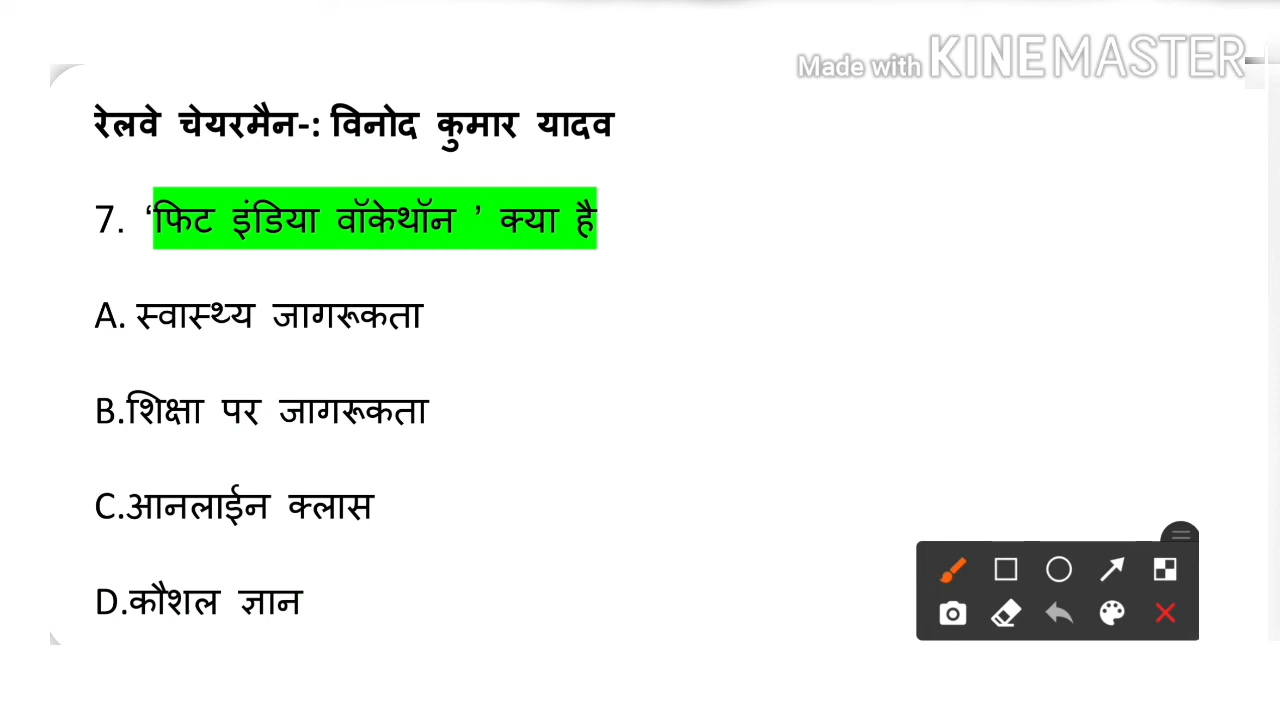 Made with KINEMASTER
रेलवे चेयरमैन-: विनोद कुमार यादव
7. ‘फिट इंडिया वॉकेथॉन ’ क्या है
A. स्वास्थ्य जागरूकता
B.शिक्षा पर जागरूकता
C.आनलाईन क्लास
D.कौशल ज्ञान